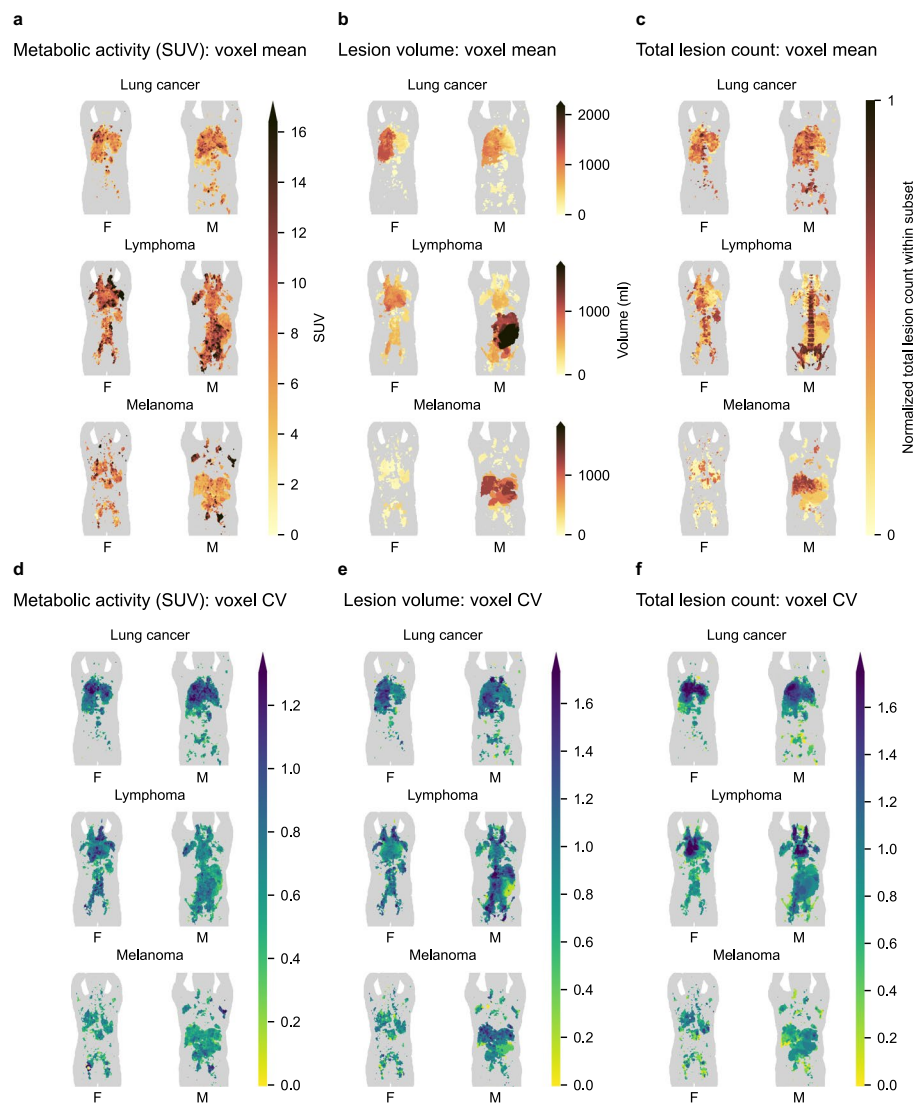 a
Metabolic activity (SUV): voxel mean
Lung cancer
F
M
Lymphoma
F
M
Melanoma
F
M
16
14
12
10
8
6
4
2
0
SUV
b
Lesion volume: voxel mean
Lung cancer
F
M
2000
1000
0
Lymphoma
F
M
1000
0
Volume (ml)
Melanoma
F
M
1000
0
c
Total lesion count: voxel mean
Lung cancer
F
M
Lymphoma
F
M
Melanoma
F
M
1
0
Normalized total lesion count within subset
d
Metabolic activity (SUV): voxel CV
Lung cancer
F
M
Lymphoma
F
M
Melanoma
F
M
1.2
1.0
0.8
0.6
0.4
0.2
0.0
e
Lesion volume: voxel CV
Lung cancer
F
M
Lymphoma
F
M
Melanoma
F
M
1.6
1.4
1.2
1.0
0.8
0.6
0.4
0.2
0.0
f
Total lesion count: voxel CV
Lung cancer
F
M
Lymphoma
F
M
Melanoma
F
M
1.6
1.4
1.2
1.0
0.8
0.6
0.4
0.2
0.0